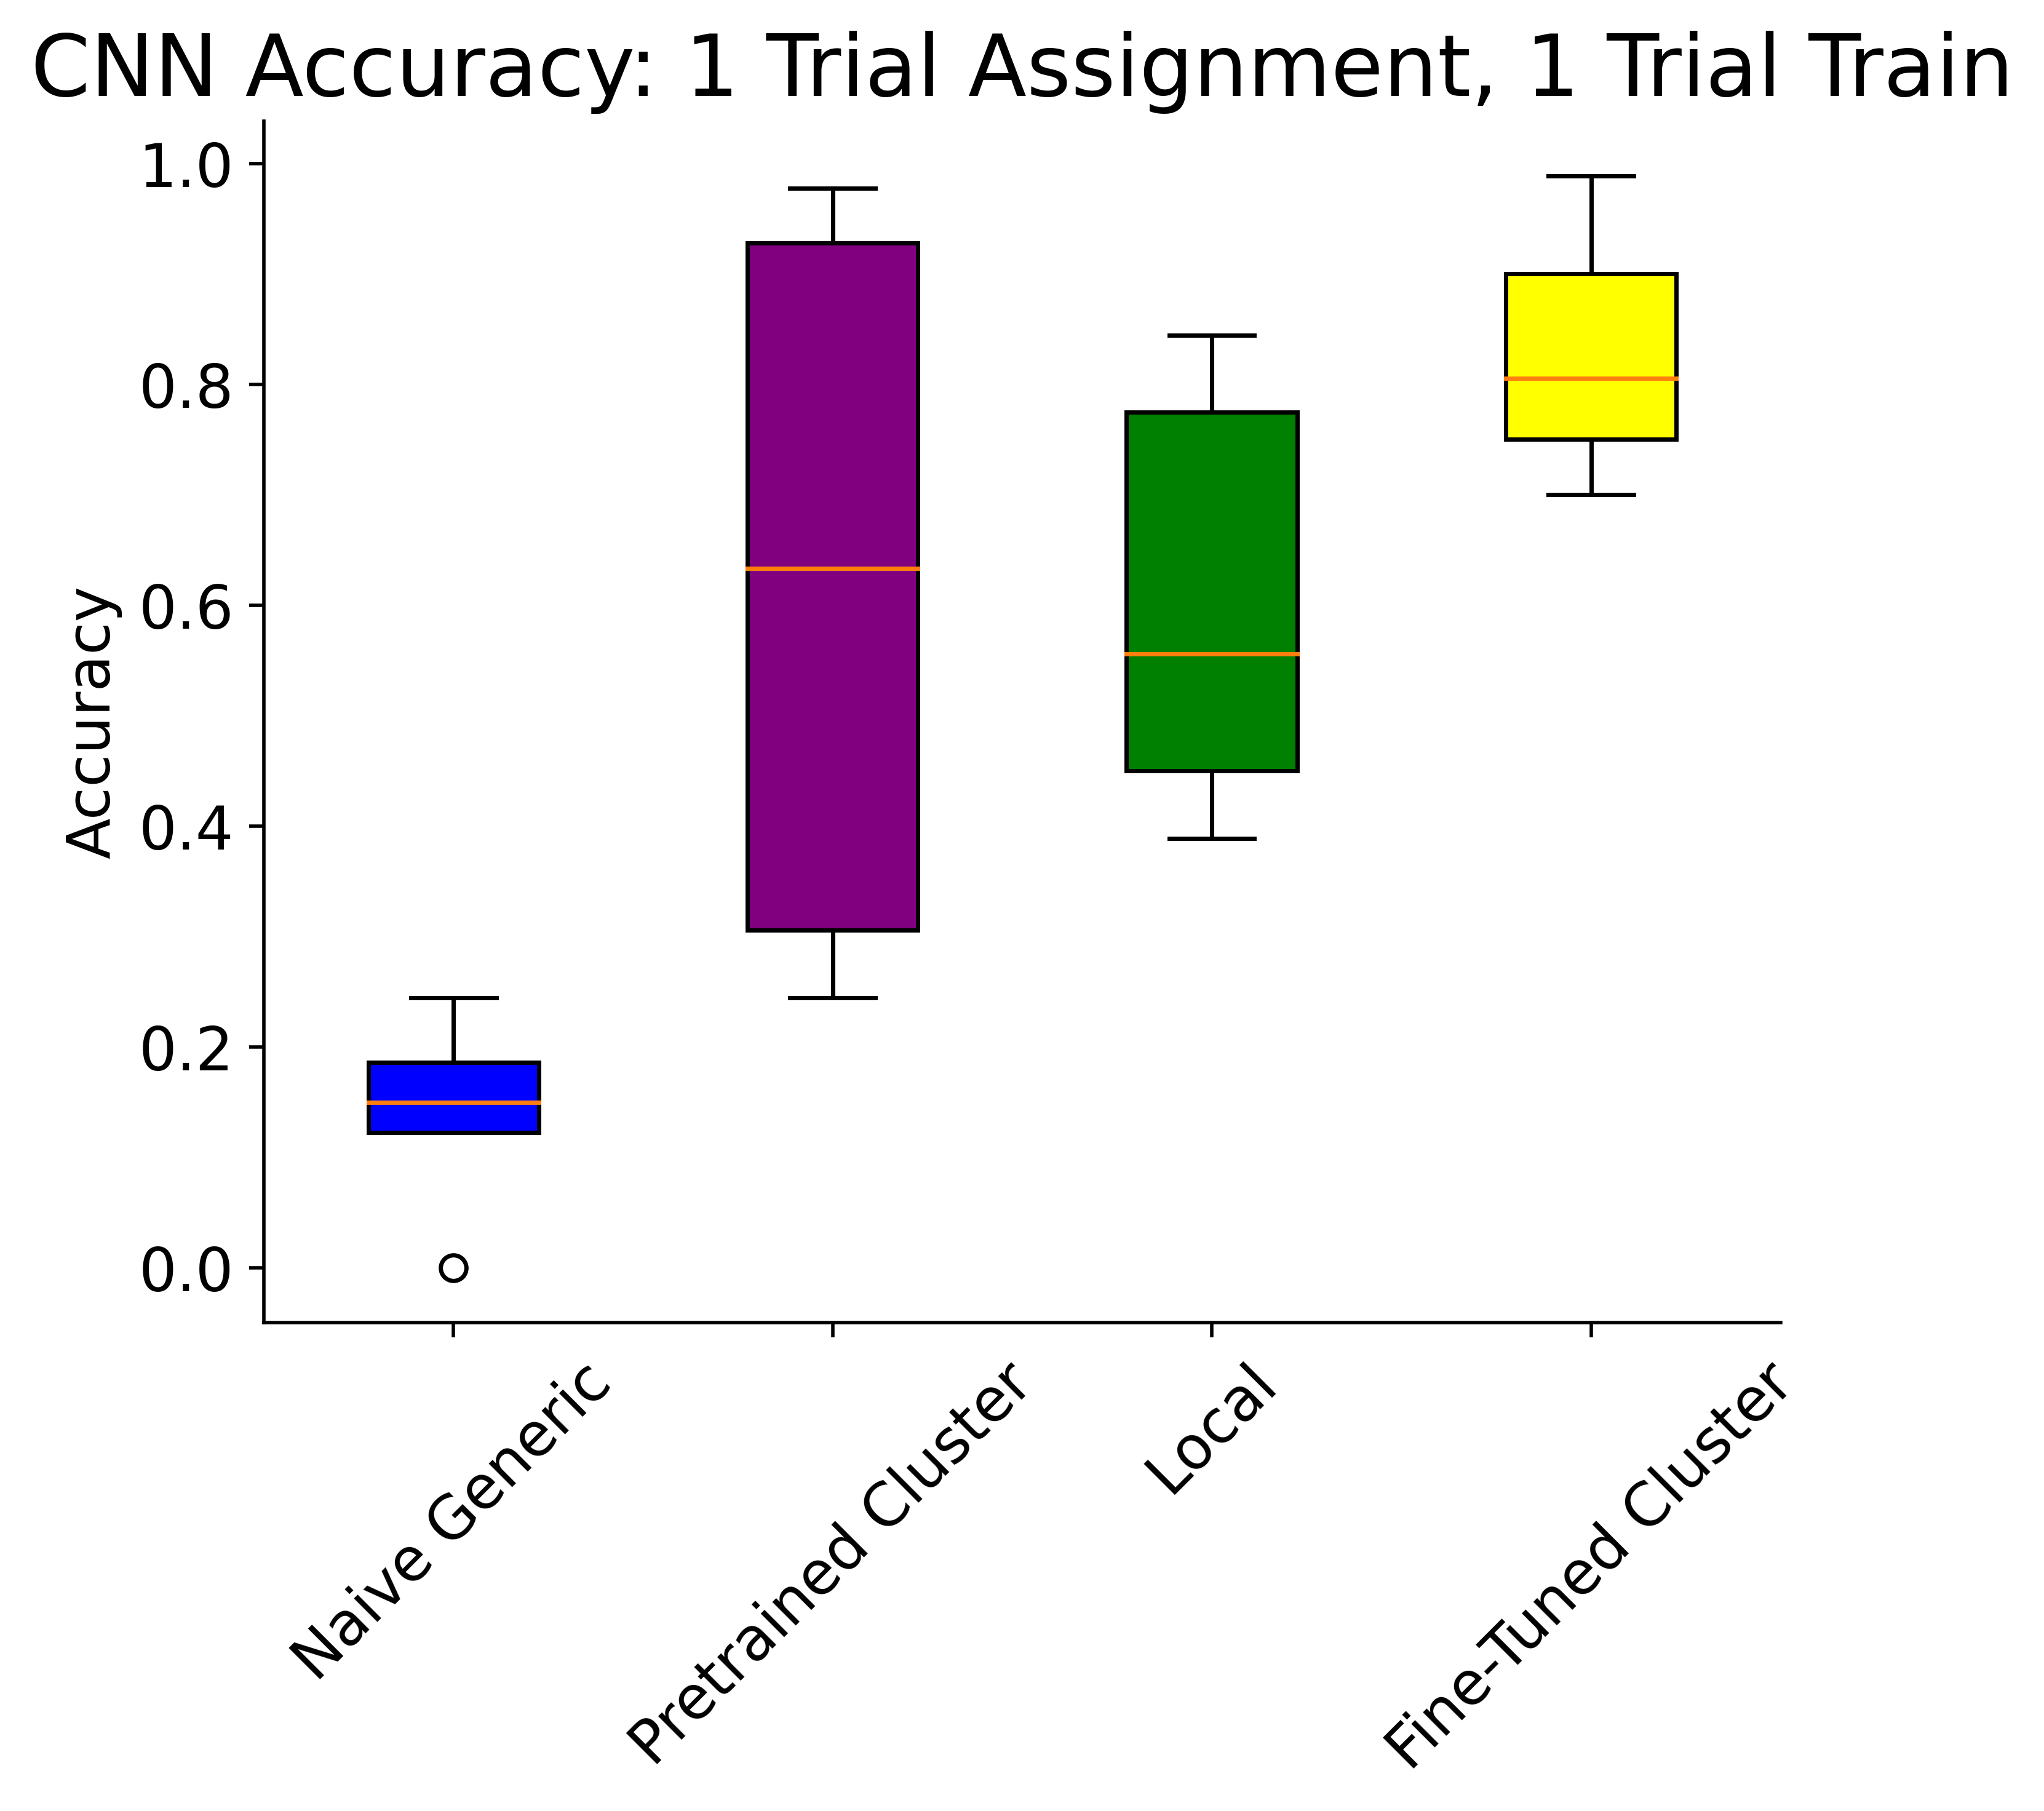 CNN Accuracy: 1 Trial Assignment, 1 Trial Train
Accuracy
1.0
0.8
0.6
0.4
0.2
0.0
Naive Generic
Pretrained Cluster
Local
Fine-Tuned Cluster